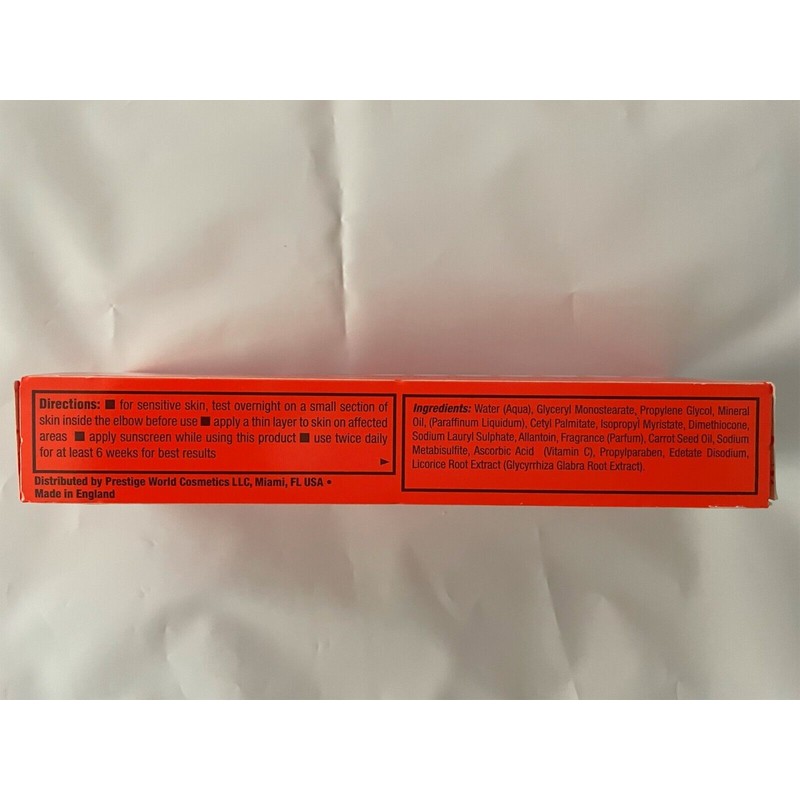 Directions: ■ for sensitive skin, test overnight on a small section of
skin inside the elbow before use ■ apply a thin layer to skin on affected
areas ■ apply sunscreen while using this product ■ use twice daily
for at least 6 weeks for best results
Distributed by Prestige World Cosmetics LLC, Miami, FL USA •
Made in England
Ingredients: Water (Aqua), Glyceryl Monostearate, Propylene Glycol, Mineral
Oil, (Paraffinum Liquidum), Cetyl Palmitate, Isopropyl Myristate, Dimethicone,
Sodium Lauryl Sulphate, Allantoin, Fragrance (Parfum), Carrot Seed Oil, Sodium
Metabisulfite, Ascorbic Acid (Vitamin C), Propylparaben, Edetate Disodium,
Licorice Root Extract (Glycyrrhiza Glabra Root Extract).